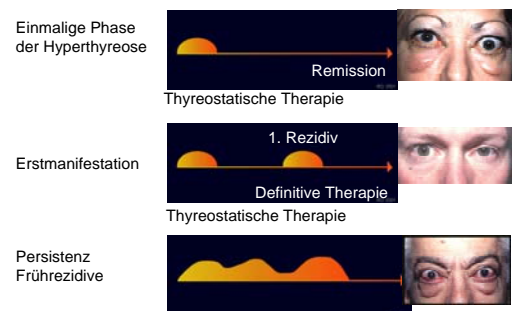 Einmalige Phase
der Hyperthyreose
Remission
Thyreostatische Therapie
1. Rezidiv
Erstmanifestation
Definitive Therapie
Thyreostatische Therapie
Persistenz
Frührezidive